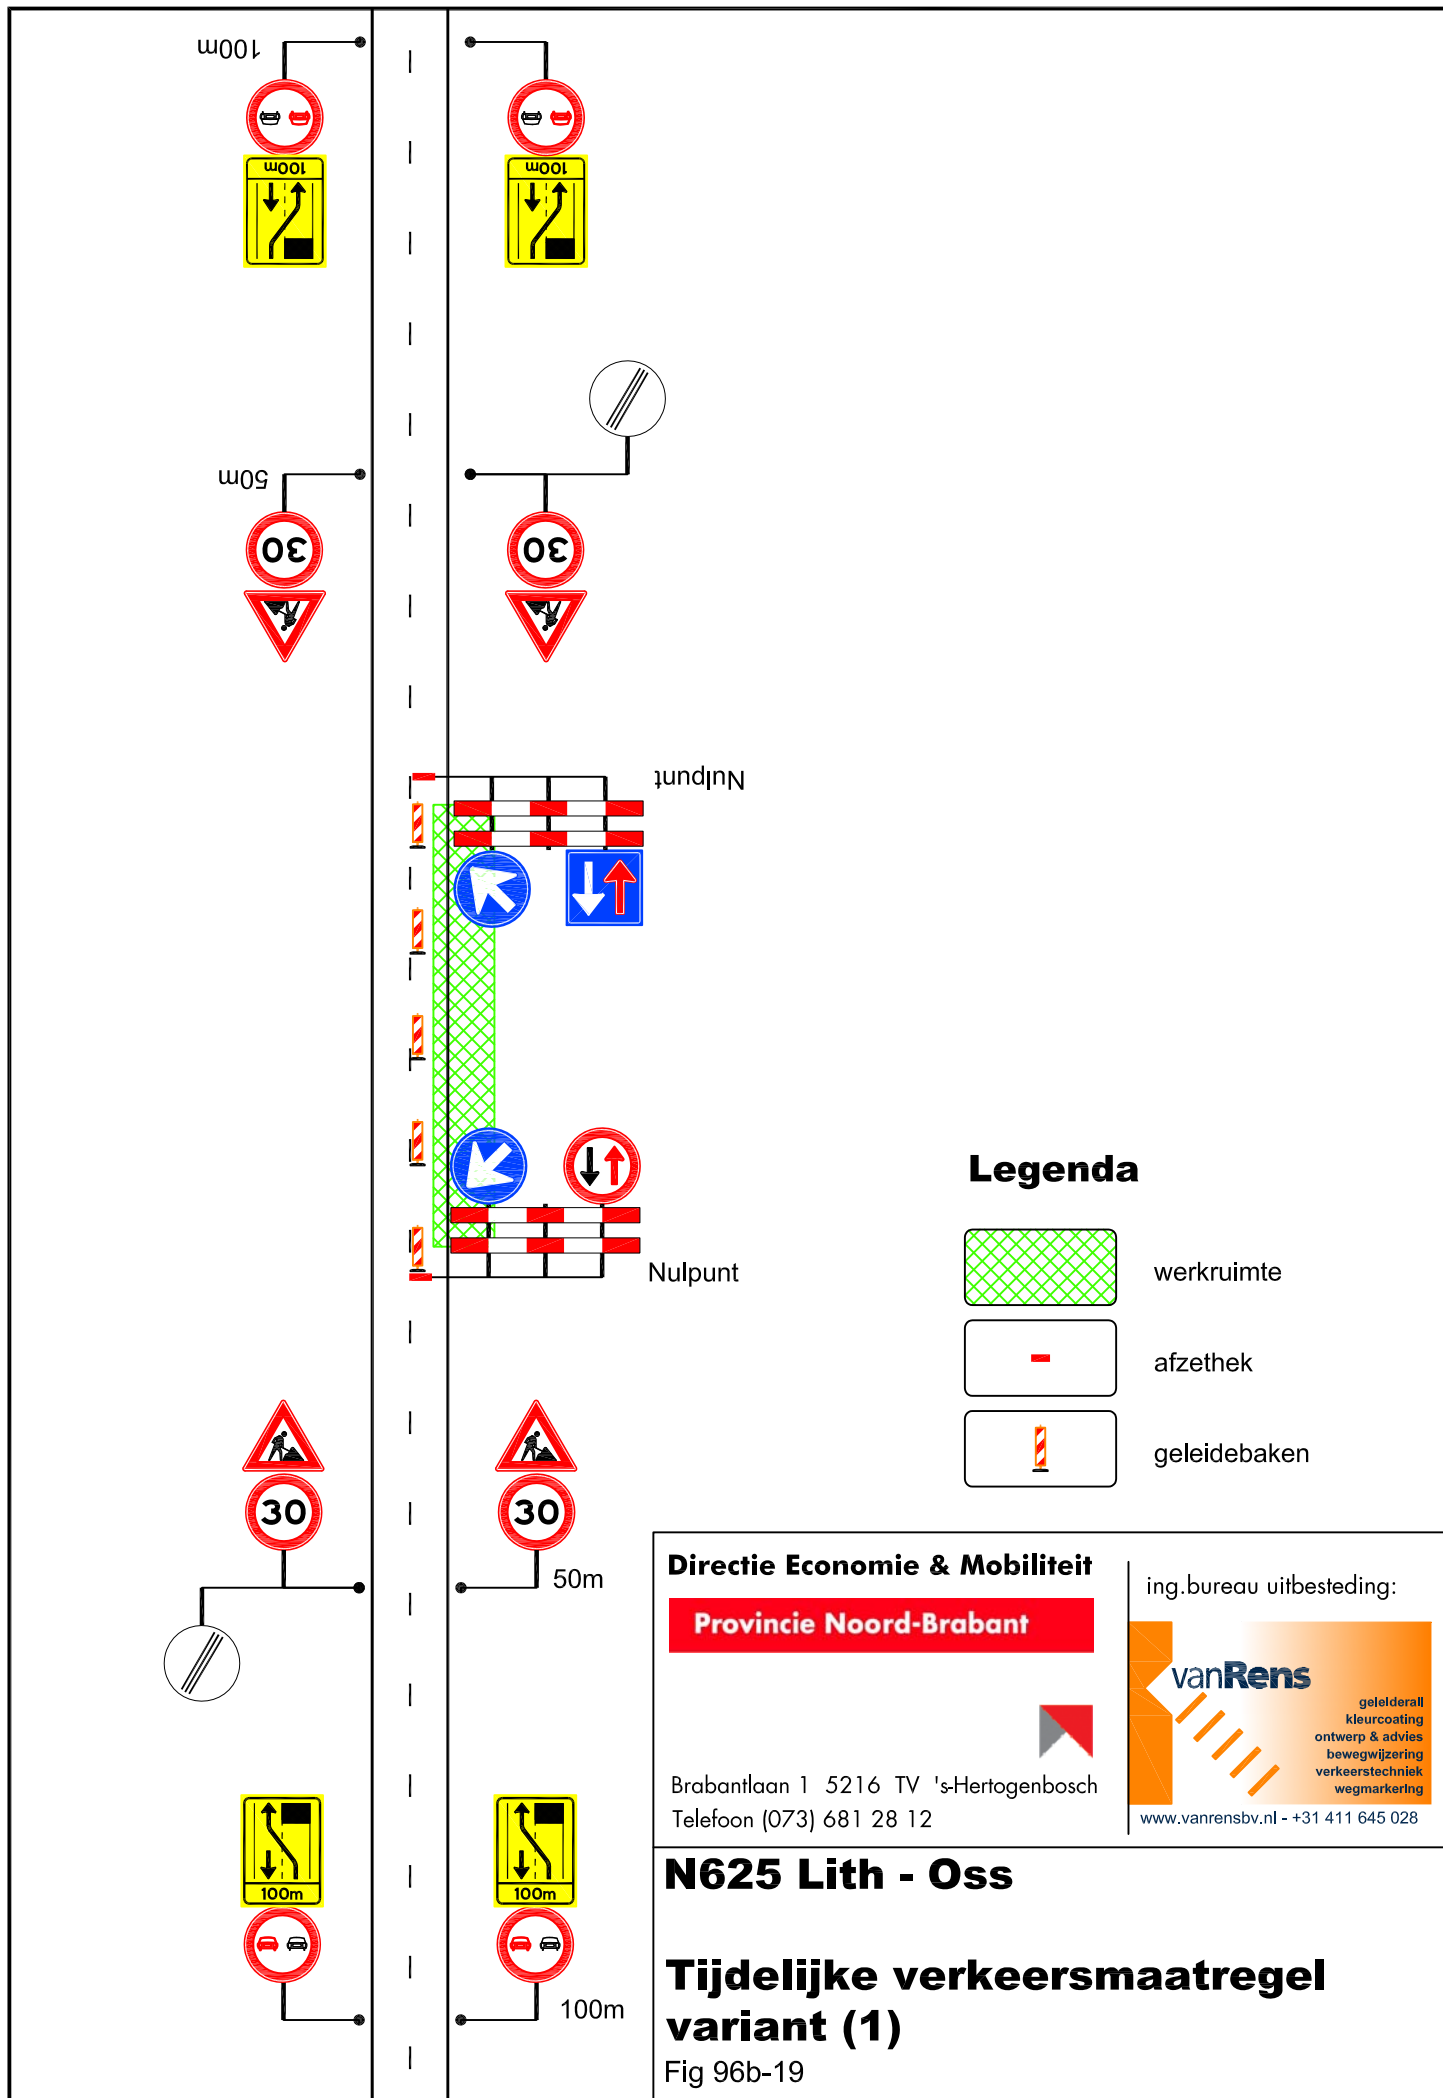 100m
100m
100m
50m
30
30
Nulpunt
Nulpunt
Legenda
werkruimte
afzethek
geleidebaken
30
30
50m
100m
100m
100m
Directie Economie & Mobiliteit
Provincie Noord-Brabant
Brabantlaan 1 5216 TV 's-Hertogenbosch
Telefoon (073) 681 28 12
ing.bureau uitbesteding:
vanRens
gelelderall
kleurcoating
ontwerp & advies
bewegwijzering
verkeerstechniek
wegmarkering
www.vanrensbv.nl - +31 411 645 028
N625 Lith - Oss
Tijdelijke verkeersmaatregel
variant (1)
Fig 96b-19